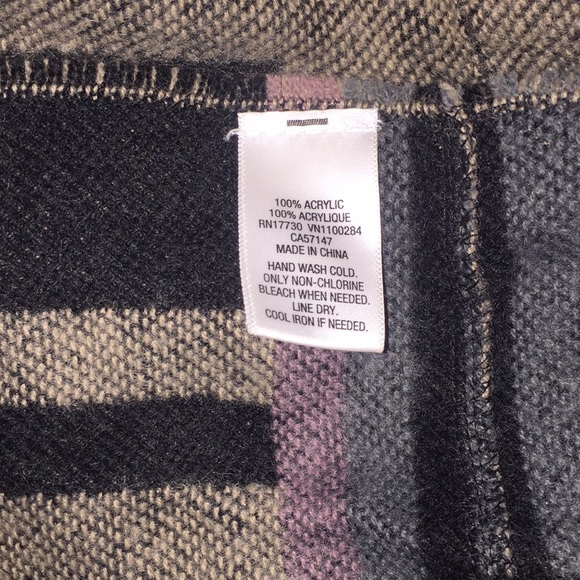 100% ACRYLIC
100% ACRYLIQUE
RN17730 VN1100284
CA57147
MADE IN CHINA
HAND WASH COLD.
ONLY NON-CHLORINE
BLEACH WHEN NEEDED.
LINE DRY.
COOL IRON IF NEEDED.